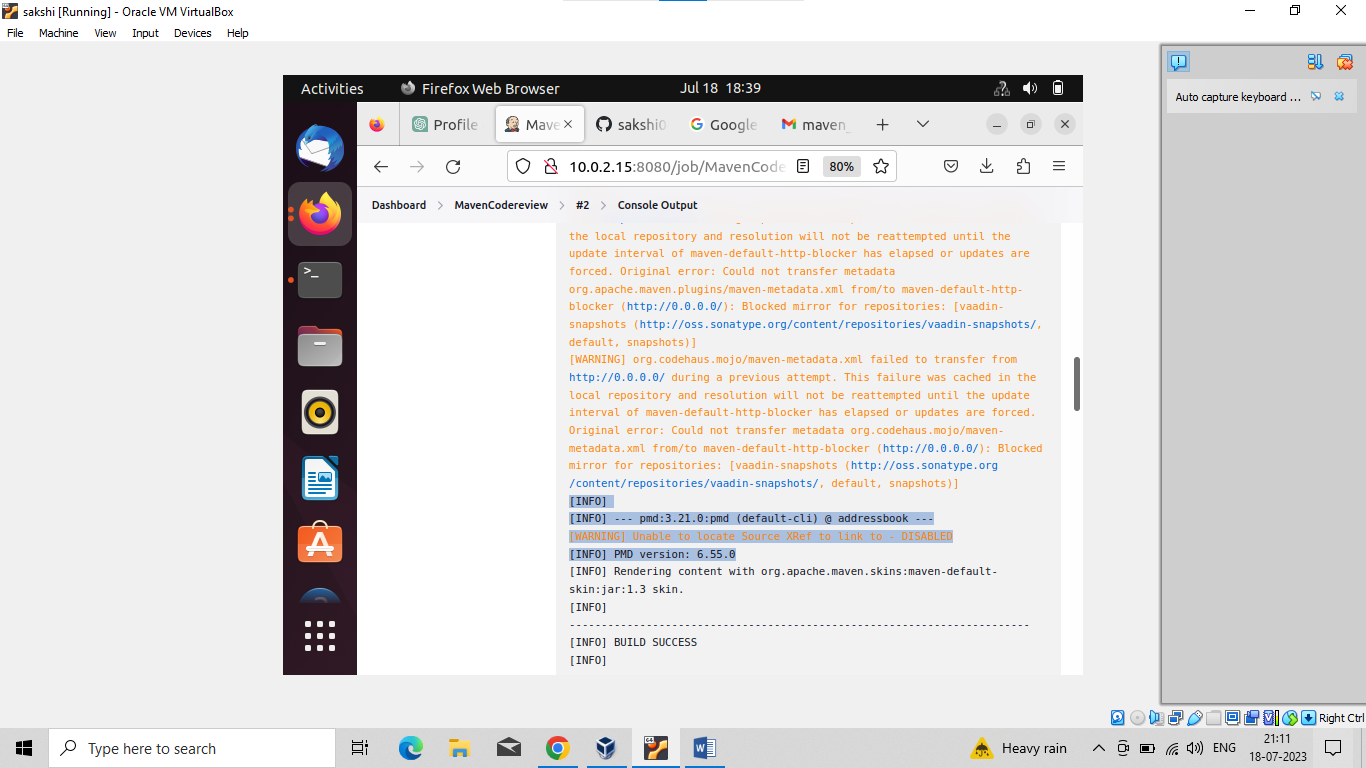 sakshi [Running] - Oracle VM VirtualBox
File Machine View Input Devices Help
Auto capture keyboard ...
Activities Firefox Web Browser Jul 18 18:39
Profile Mave sakshi0 Google maven_
10.0.2.15:8080/job/MavenCode 80%
Dashboard > MavenCodereview > #2 > Console Output
the local repository and resolution will not be reattempted until the
update interval of maven-default-http-blocker has elapsed or updates are
forced. Original error: Could not transfer metadata
org.apache.maven.plugins/maven-metadata.xml from/to maven-default-http-
blocker (http://0.0.0.0/): Blocked mirror for repositories: [vaadin-
snapshots (http://oss.sonatype.org/content/repositories/vaadin-snapshots/,
default, snapshots)]
[WARNING] org.codehaus.mojo/maven-metadata.xml failed to transfer from
http://0.0.0.0/ during a previous attempt. This failure was cached in the
local repository and resolution will not be reattempted until the update
interval of maven-default-http-blocker has elapsed or updates are forced.
Original error: Could not transfer metadata org.codehaus.mojo/maven-
metadata.xml from/to maven-default-http-blocker (http://0.0.0.0/): Blocked
mirror for repositories: [vaadin-snapshots (http://oss.sonatype.org
/content/repositories/vaadin-snapshots/, default, snapshots)]
[INFO]
[INFO] --- pmd:3.21.0:pmd (default-cli) @ addressbook ---
[WARNING] Unable to locate Source XRef to link to - DISABLED
[INFO] PMD version: 6.55.0
[INFO] Rendering content with org.apache.maven.skins:maven-default-
skin:jar:1.3 skin.
[INFO]
------------------------------------------------------------------------
[INFO] BUILD SUCCESS
[INFO]
Right Ctrl
Type here to search
Heavy rain
ENG
21:11
18-07-2023